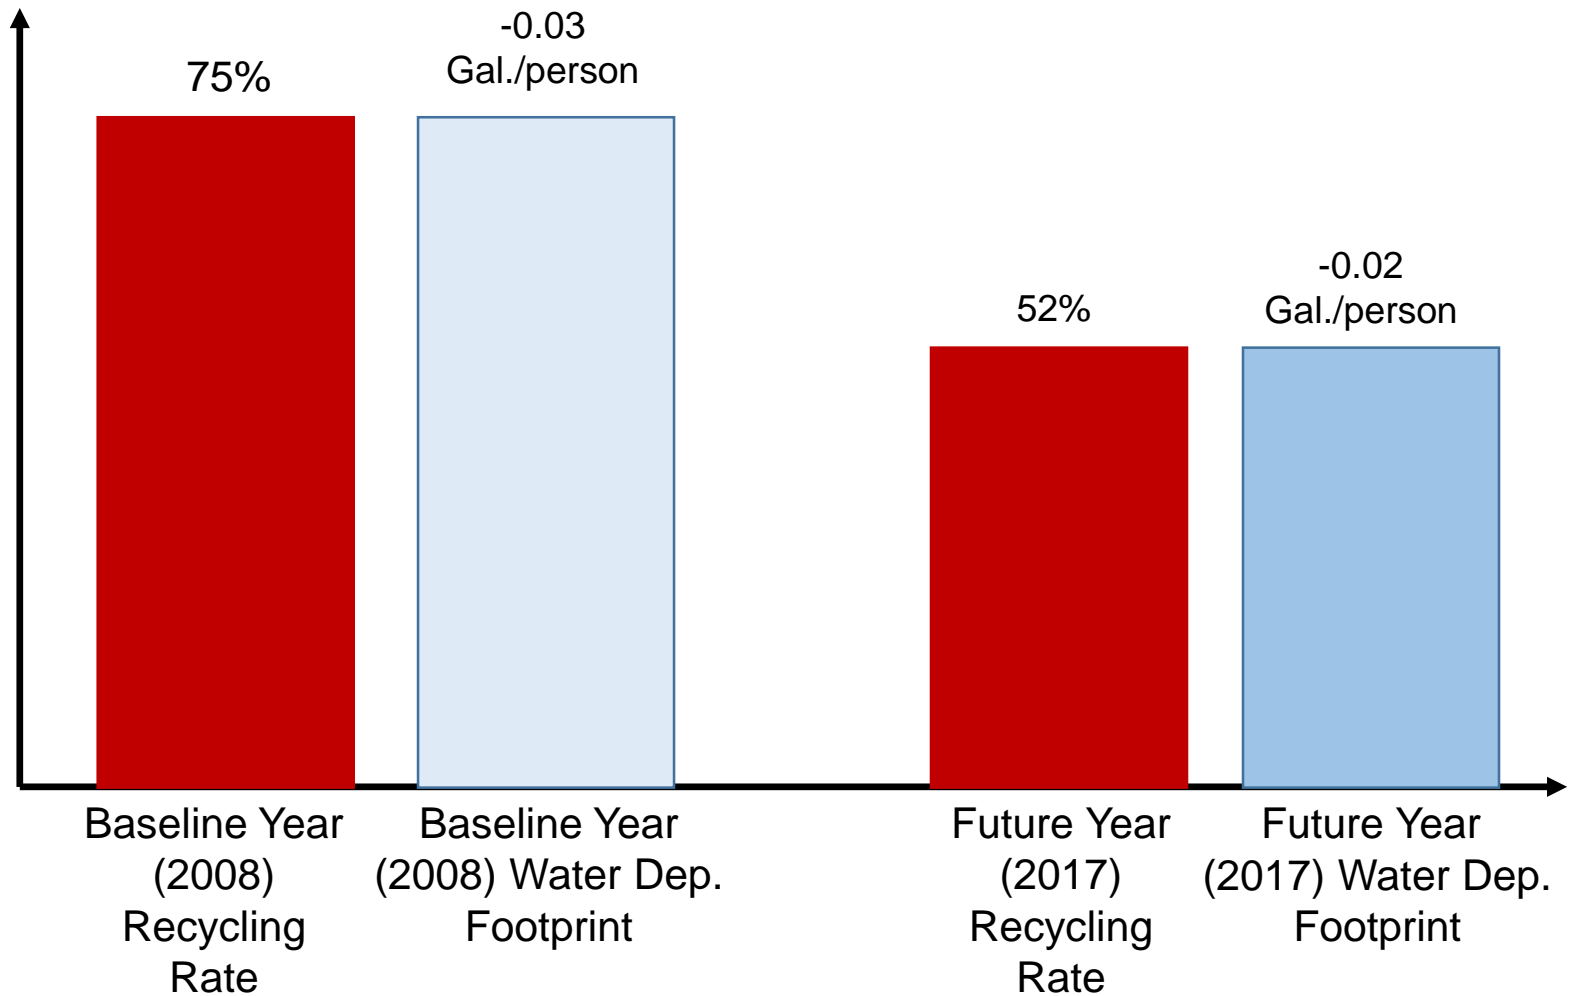 75%
-0.03
Gal./person
52%
-0.02
Gal./person
Baseline Year
(2008)
Recycling
Rate
Baseline Year
(2008) Water Dep.
Footprint
Future Year
(2017)
Recycling
Rate
Future Year
(2017) Water Dep.
Footprint